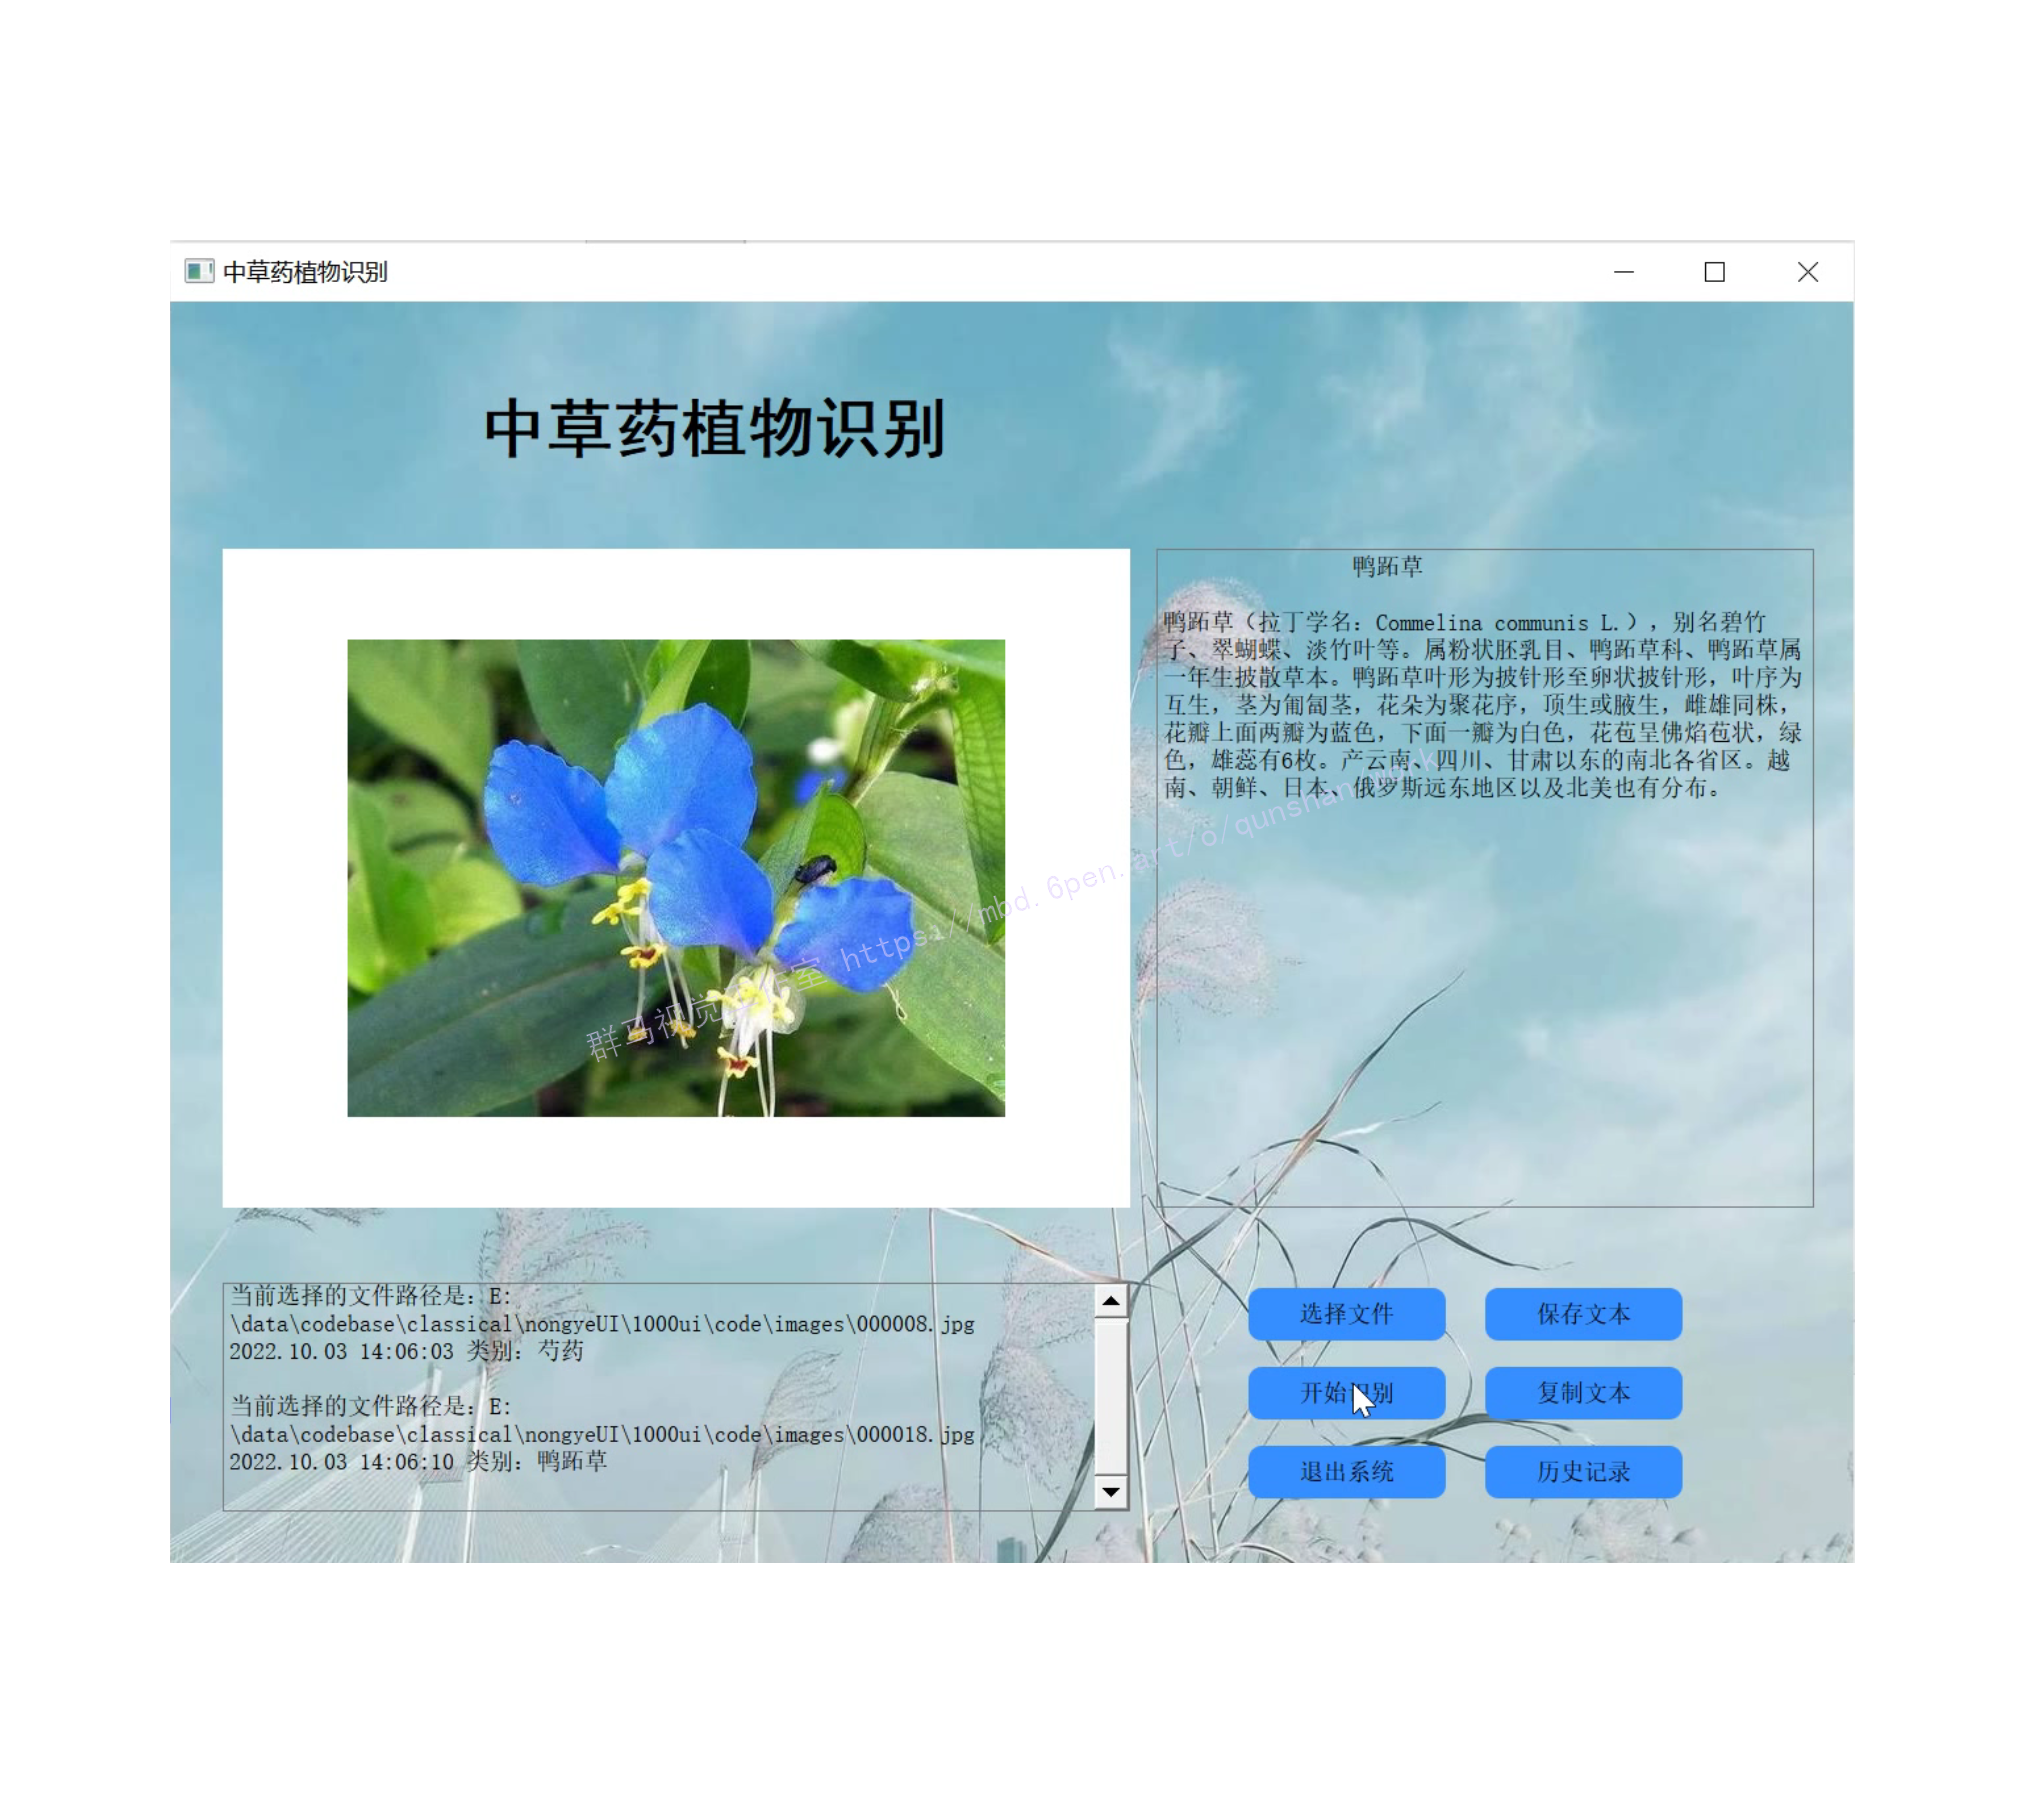 中草药植物识别
中草药植物识别
鸭跖草
鸭跖草（拉丁学名：Commelina communis L.），别名碧竹
子、翠蝴蝶、淡竹叶等。属粉状胚乳目、鸭跖草科、鸭跖草属
一年生披散草本。鸭跖草叶形为披针形至卵状披针形，叶序为
互生，茎为匍匐茎，花朵为聚花序，顶生或腋生，雌雄同株，
花瓣上面两瓣为蓝色，下面一瓣为白色，花苞呈佛焰苞状，绿
色，雄蕊有6枚。产云南、四川、甘肃以东的南北各省区。越
南、朝鲜、日本、俄罗斯远东地区以及北美也有分布。
群马视觉 室 https://mbd.6pen.art/o/qunshan/work
当前选择的文件路径是：E:
\data\codebase\classical\nongyeUI\1000ui\code\images\000008.jpg
2022.10.03 14:06:03 类别：芍药
当前选择的文件路径是：E:
\data\codebase\classical\nongyeUI\1000ui\code\images\000018.jpg
2022.10.03 14:06:10 类别：鸭跖草
选择文件
保存文本
开始识别
复制文本
退出系统
历史记录